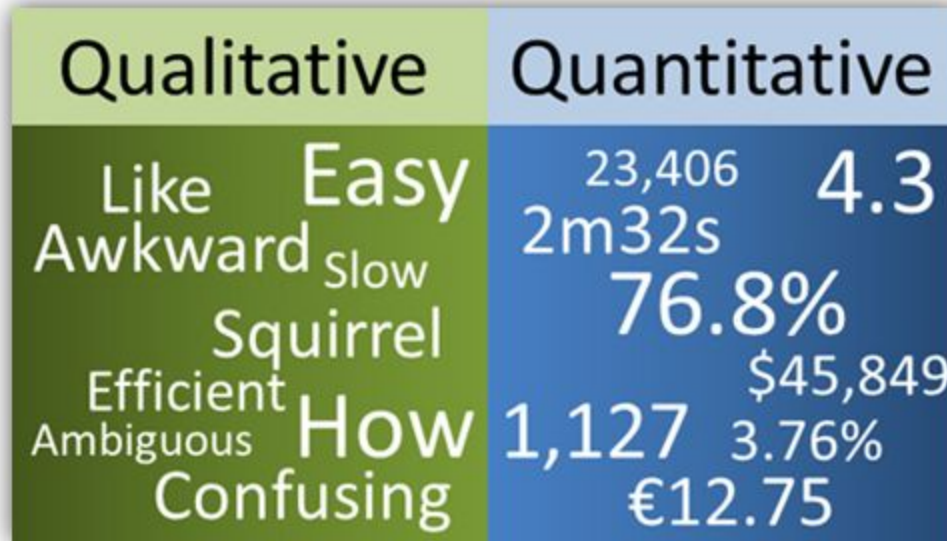 Qualitative
Quantitative
Like
Easy
Awkward
Slow
Squirrel
Efficient
Ambiguous
How
Confusing
23,406
4.3
2m32s
76.8%
$45,849
1,127
3.76%
€12.75